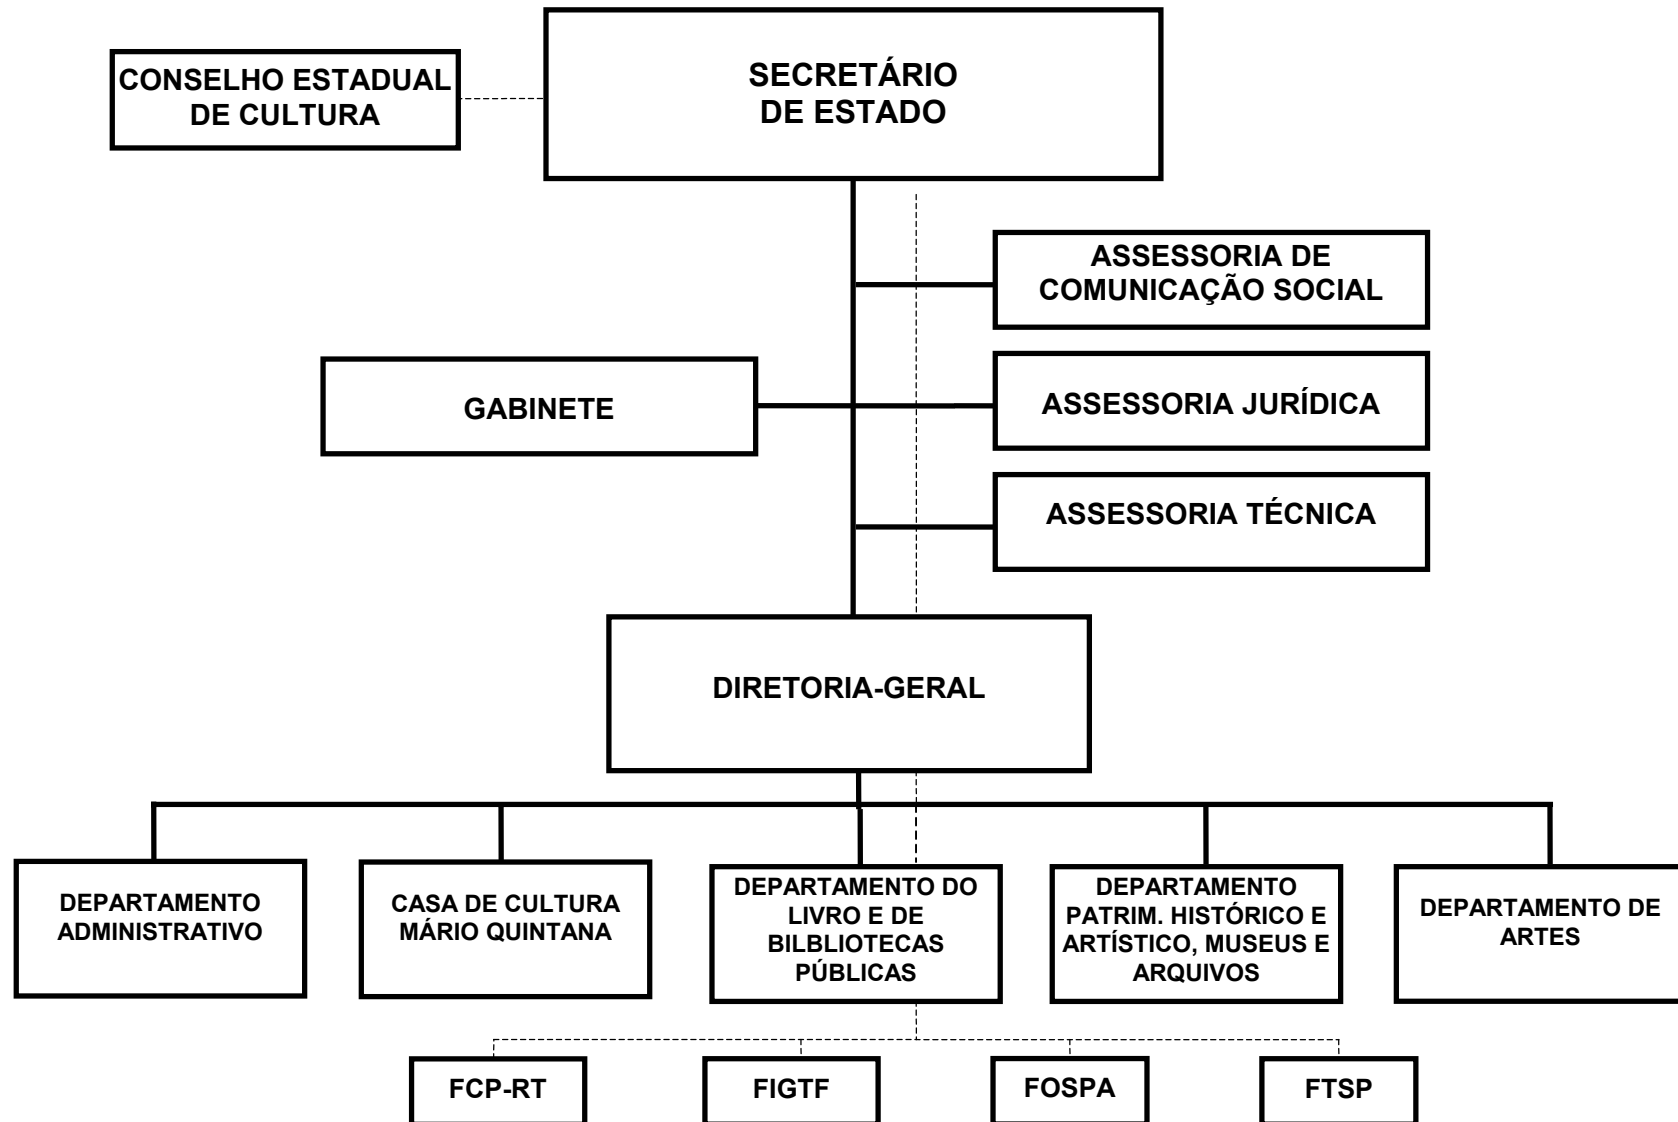 CONSELHO ESTADUAL
DE CULTURA
SECRETÁRIO
DE ESTADO
ASSESSORIA DE
COMUNICAÇÃO SOCIAL
GABINETE
ASSESSORIA JURÍDICA
ASSESSORIA TÉCNICA
DIRETORIA-GERAL
DEPARTAMENTO
ADMINISTRATIVO
CASA DE CULTURA
MÁRIO QUINTANA
DEPARTAMENTO DO
LIVRO E DE
BILBLIOTECAS
PÚBLICAS
DEPARTAMENTO
PATRIM. HISTÓRICO E
ARTÍSTICO, MUSEUS E
ARQUIVOS
DEPARTAMENTO DE
ARTES
FCP-RT
FIGTF
FOSPA
FTSP